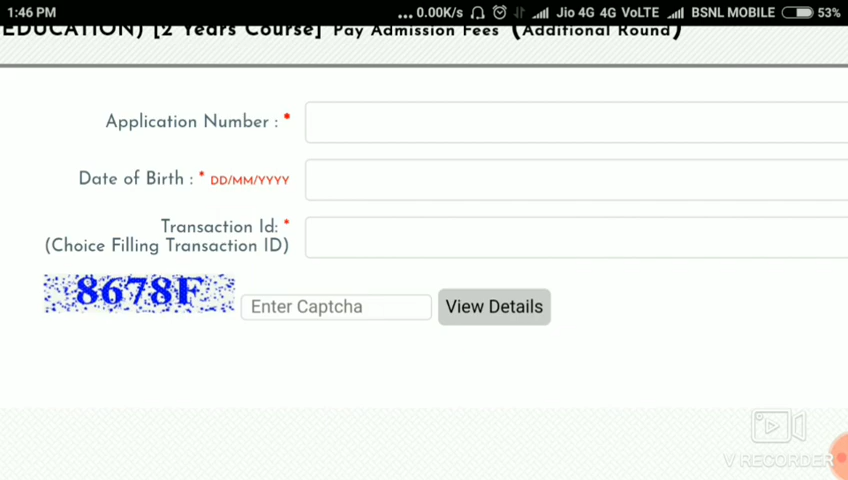 1:46 PM ... 0.00K/s Jio 4G 4G VoLTE BSNL MOBILE 53%
EDUCATION) [2 Years Course] Pay Admission Fees (Additional Round)
Application Number : *
Date of Birth : * DD/MM/YYYY
Transaction Id: *
(Choice Filling Transaction ID)
8678F Enter Captcha View Details
V RECORDER